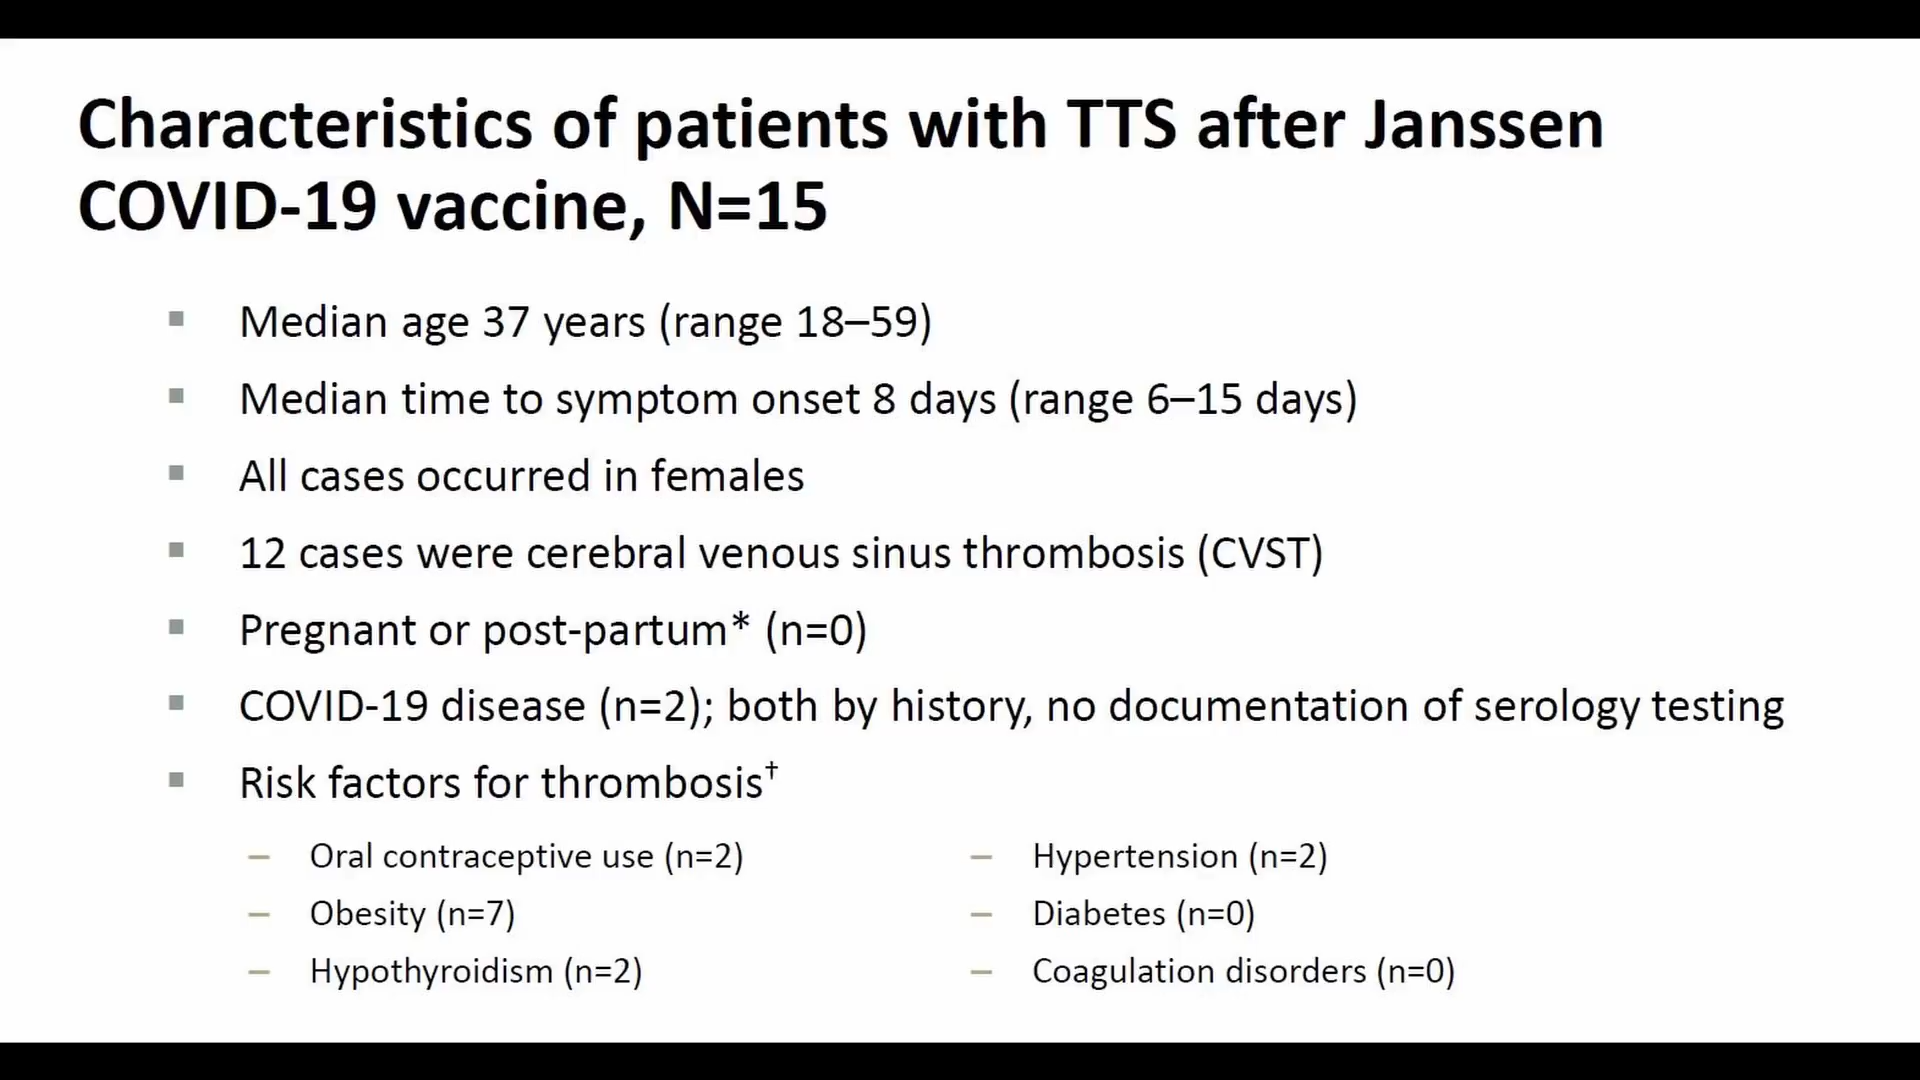 Characteristics of patients with TTS after Janssen
COVID-19 vaccine, N=15
▪ Median age 37 years (range 18–59)
▪ Median time to symptom onset 8 days (range 6–15 days)
▪ All cases occurred in females
▪ 12 cases were cerebral venous sinus thrombosis (CVST)
▪ Pregnant or post-partum* (n=0)
▪ COVID-19 disease (n=2); both by history, no documentation of serology testing
▪ Risk factors for thrombosis†
– Oral contraceptive use (n=2)
– Obesity (n=7)
– Hypothyroidism (n=2)
– Hypertension (n=2)
– Diabetes (n=0)
– Coagulation disorders (n=0)